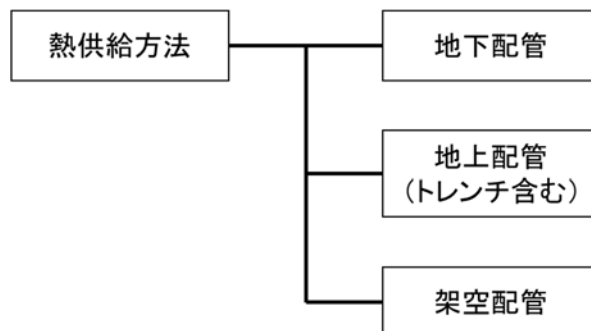 熱供給方法
地下配管
地上配管
(トレンチ含む)
架空配管